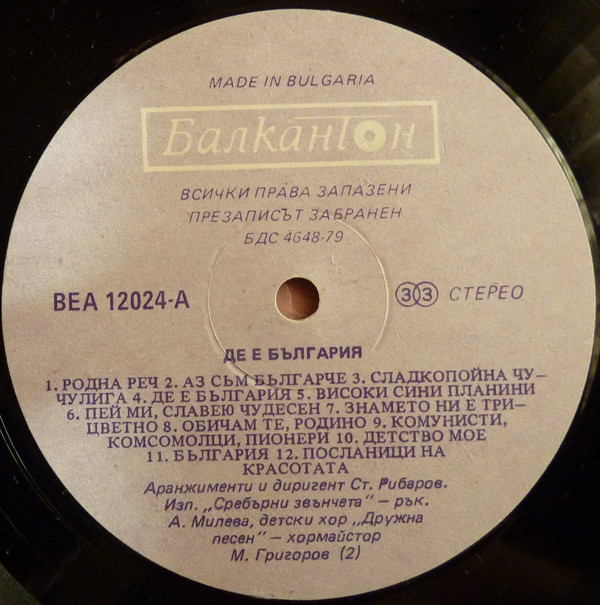 MADE IN BULGARIA
Балкантон
ВСИЧКИ ПРАВА ЗАПАЗЕНИ
ПРЕЗАПИСЪТ ЗАБРАНЕН
БДС 4648-79
ВЕА 12024-А
33 СТЕРЕО
ДЕ Е БЪЛГАРИЯ
1. РОДНА РЕЧ 2. АЗ СЪМ БЪЛГАРЧЕ 3. СЛАДКОПОЙНА ЧУ-
ЧУЛИГА 4. ДЕ Е БЪЛГАРИЯ 5. ВИСОКИ СИНИ ПЛАНИНИ
6. ПЕЙ МИ, СЛАВЕЮ ЧУДЕСЕН 7. ЗНАМЕТО НИ Е ТРИ-
ЦВЕТНО 8. ОБИЧАМ ТЕ, РОДИНО 9. КОМУНИСТИ,
КОМСОМОЛЦИ, ПИОНЕРИ 10. ДЕТСТВО МОЕ
11. БЪЛГАРИЯ 12. ПОСЛАНИЦИ НА
КРАСОТАТА
Аранжименти и диригент Ст. Рибаров.
Изп. „Сребърни звънчета” – рък.
А. Милева, детски хор „Дружна
песен” – хормайстор
М. Григоров (2)